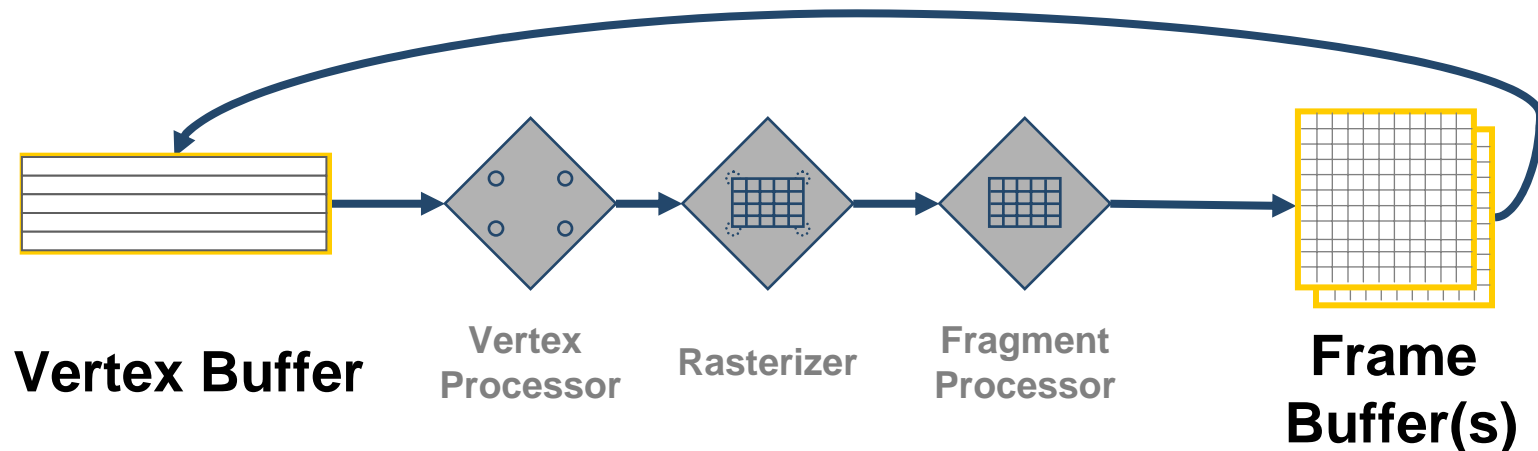 Vertex Buffer
Vertex
Processor
Rasterizer
Fragment
Processor
Frame
Buffer(s)